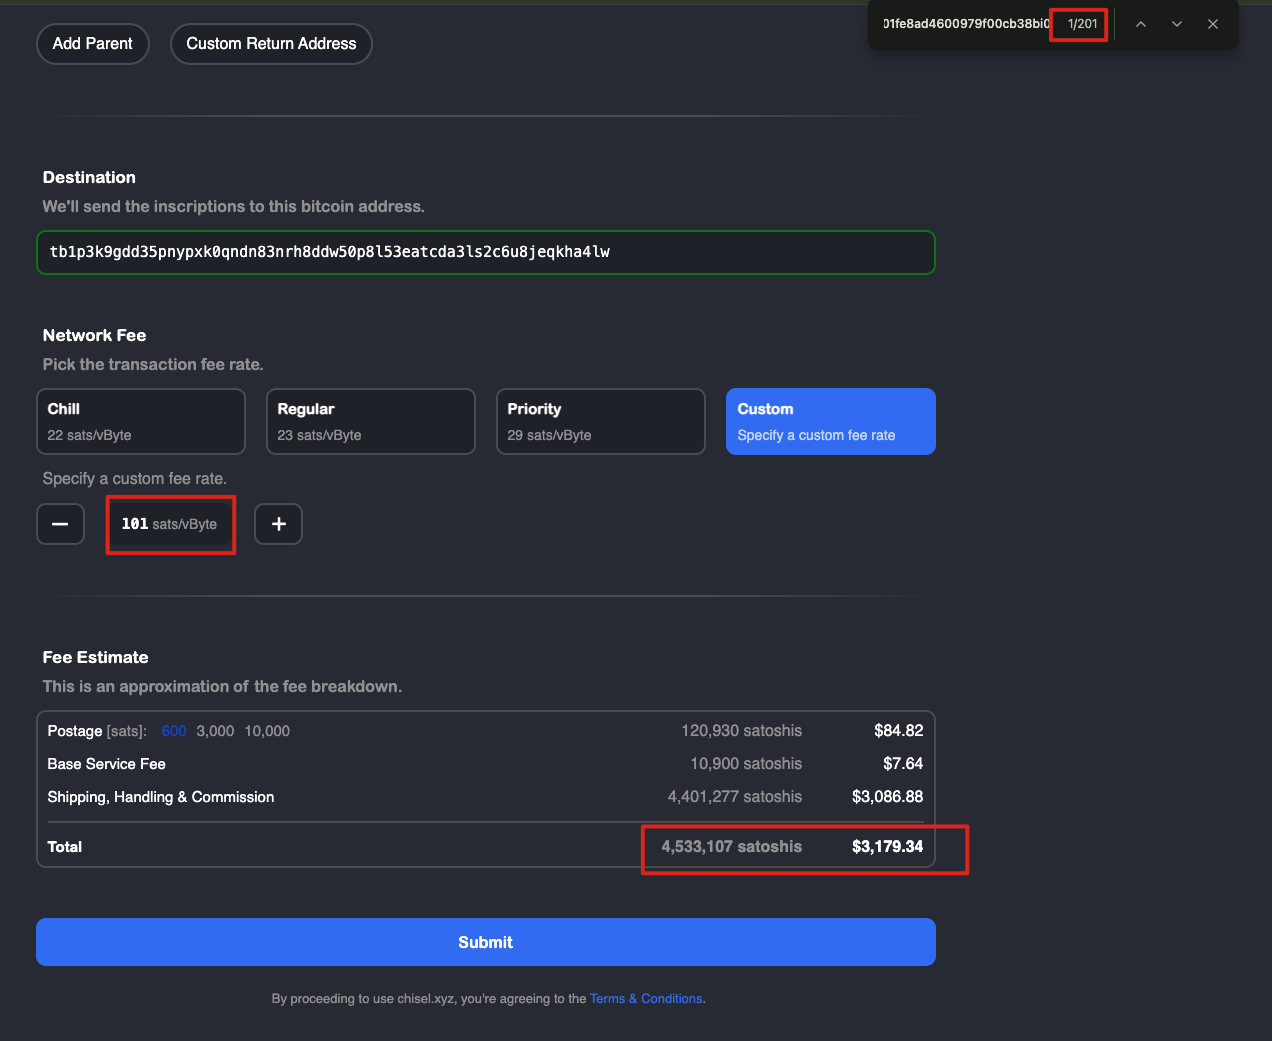 01fe8ad4600979f00cb38bi0 1/201
Add Parent Custom Return Address
Destination
We'll send the inscriptions to this bitcoin address.
tb1p3k9gdd35pnypxk0qndn83nrh8ddw50p8l53eatcda3ls2c6u8jeqkha4lw
Network Fee
Pick the transaction fee rate.
Chill
22 sats/vByte
Regular
23 sats/vByte
Priority
29 sats/vByte
Custom
Specify a custom fee rate
Specify a custom fee rate.
101 sats/vByte
Fee Estimate
This is an approximation of the fee breakdown.
Postage [sats]: 600 3,000 10,000 120,930 satoshis $84.82
Base Service Fee 10,900 satoshis $7.64
Shipping, Handling & Commission 4,401,277 satoshis $3,086.88
Total 4,533,107 satoshis $3,179.34
Submit
By proceeding to use chisel.xyz, you're agreeing to the Terms & Conditions.